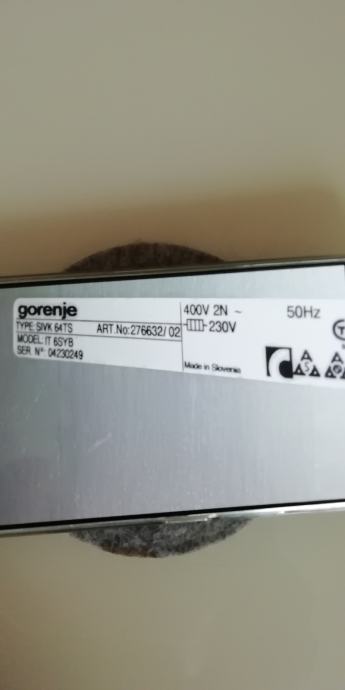 gorenje
TYPE: SIVK 64TS ART.No: 276632/ 02
MODEL: IT 6SYB
SER. N°: 04230249
400V 2N ~ 50Hz
230V
Made in Slovenia